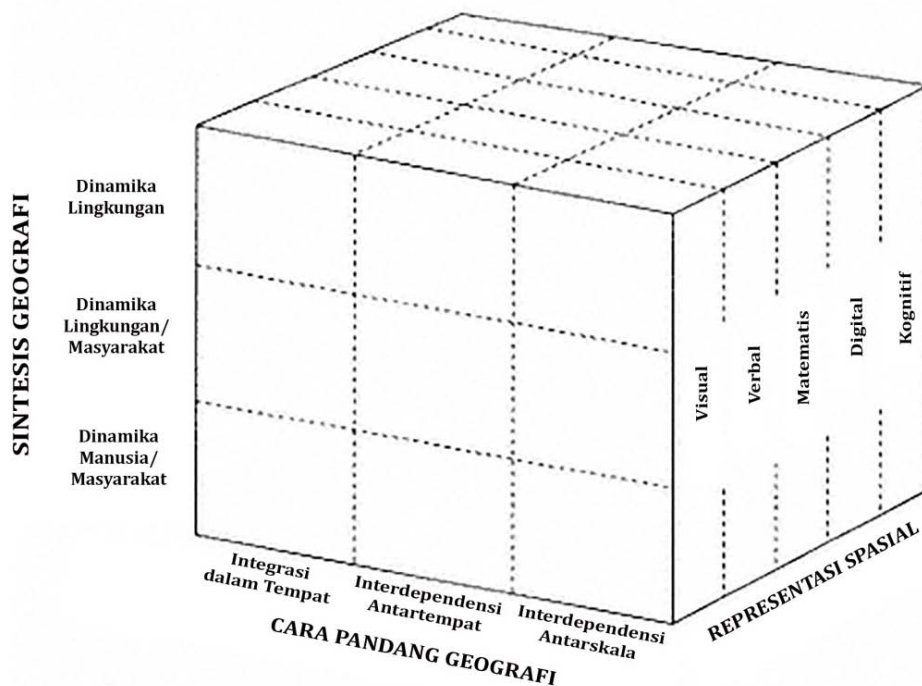 SINTESIS GEOGRAFI
Dinamika
Lingkungan
Dinamika
Lingkungan/
Masyarakat
Dinamika
Manusia/
Masyarakat
Integrasi
dalam Tempat
Interdependensi
Antartempat
Interdependensi
Antarskala
CARA PANDANG GEOGRAFI
Visual
Verbal
Matematis
Digital
Kognitif
REPRESENTASI SPASIAL